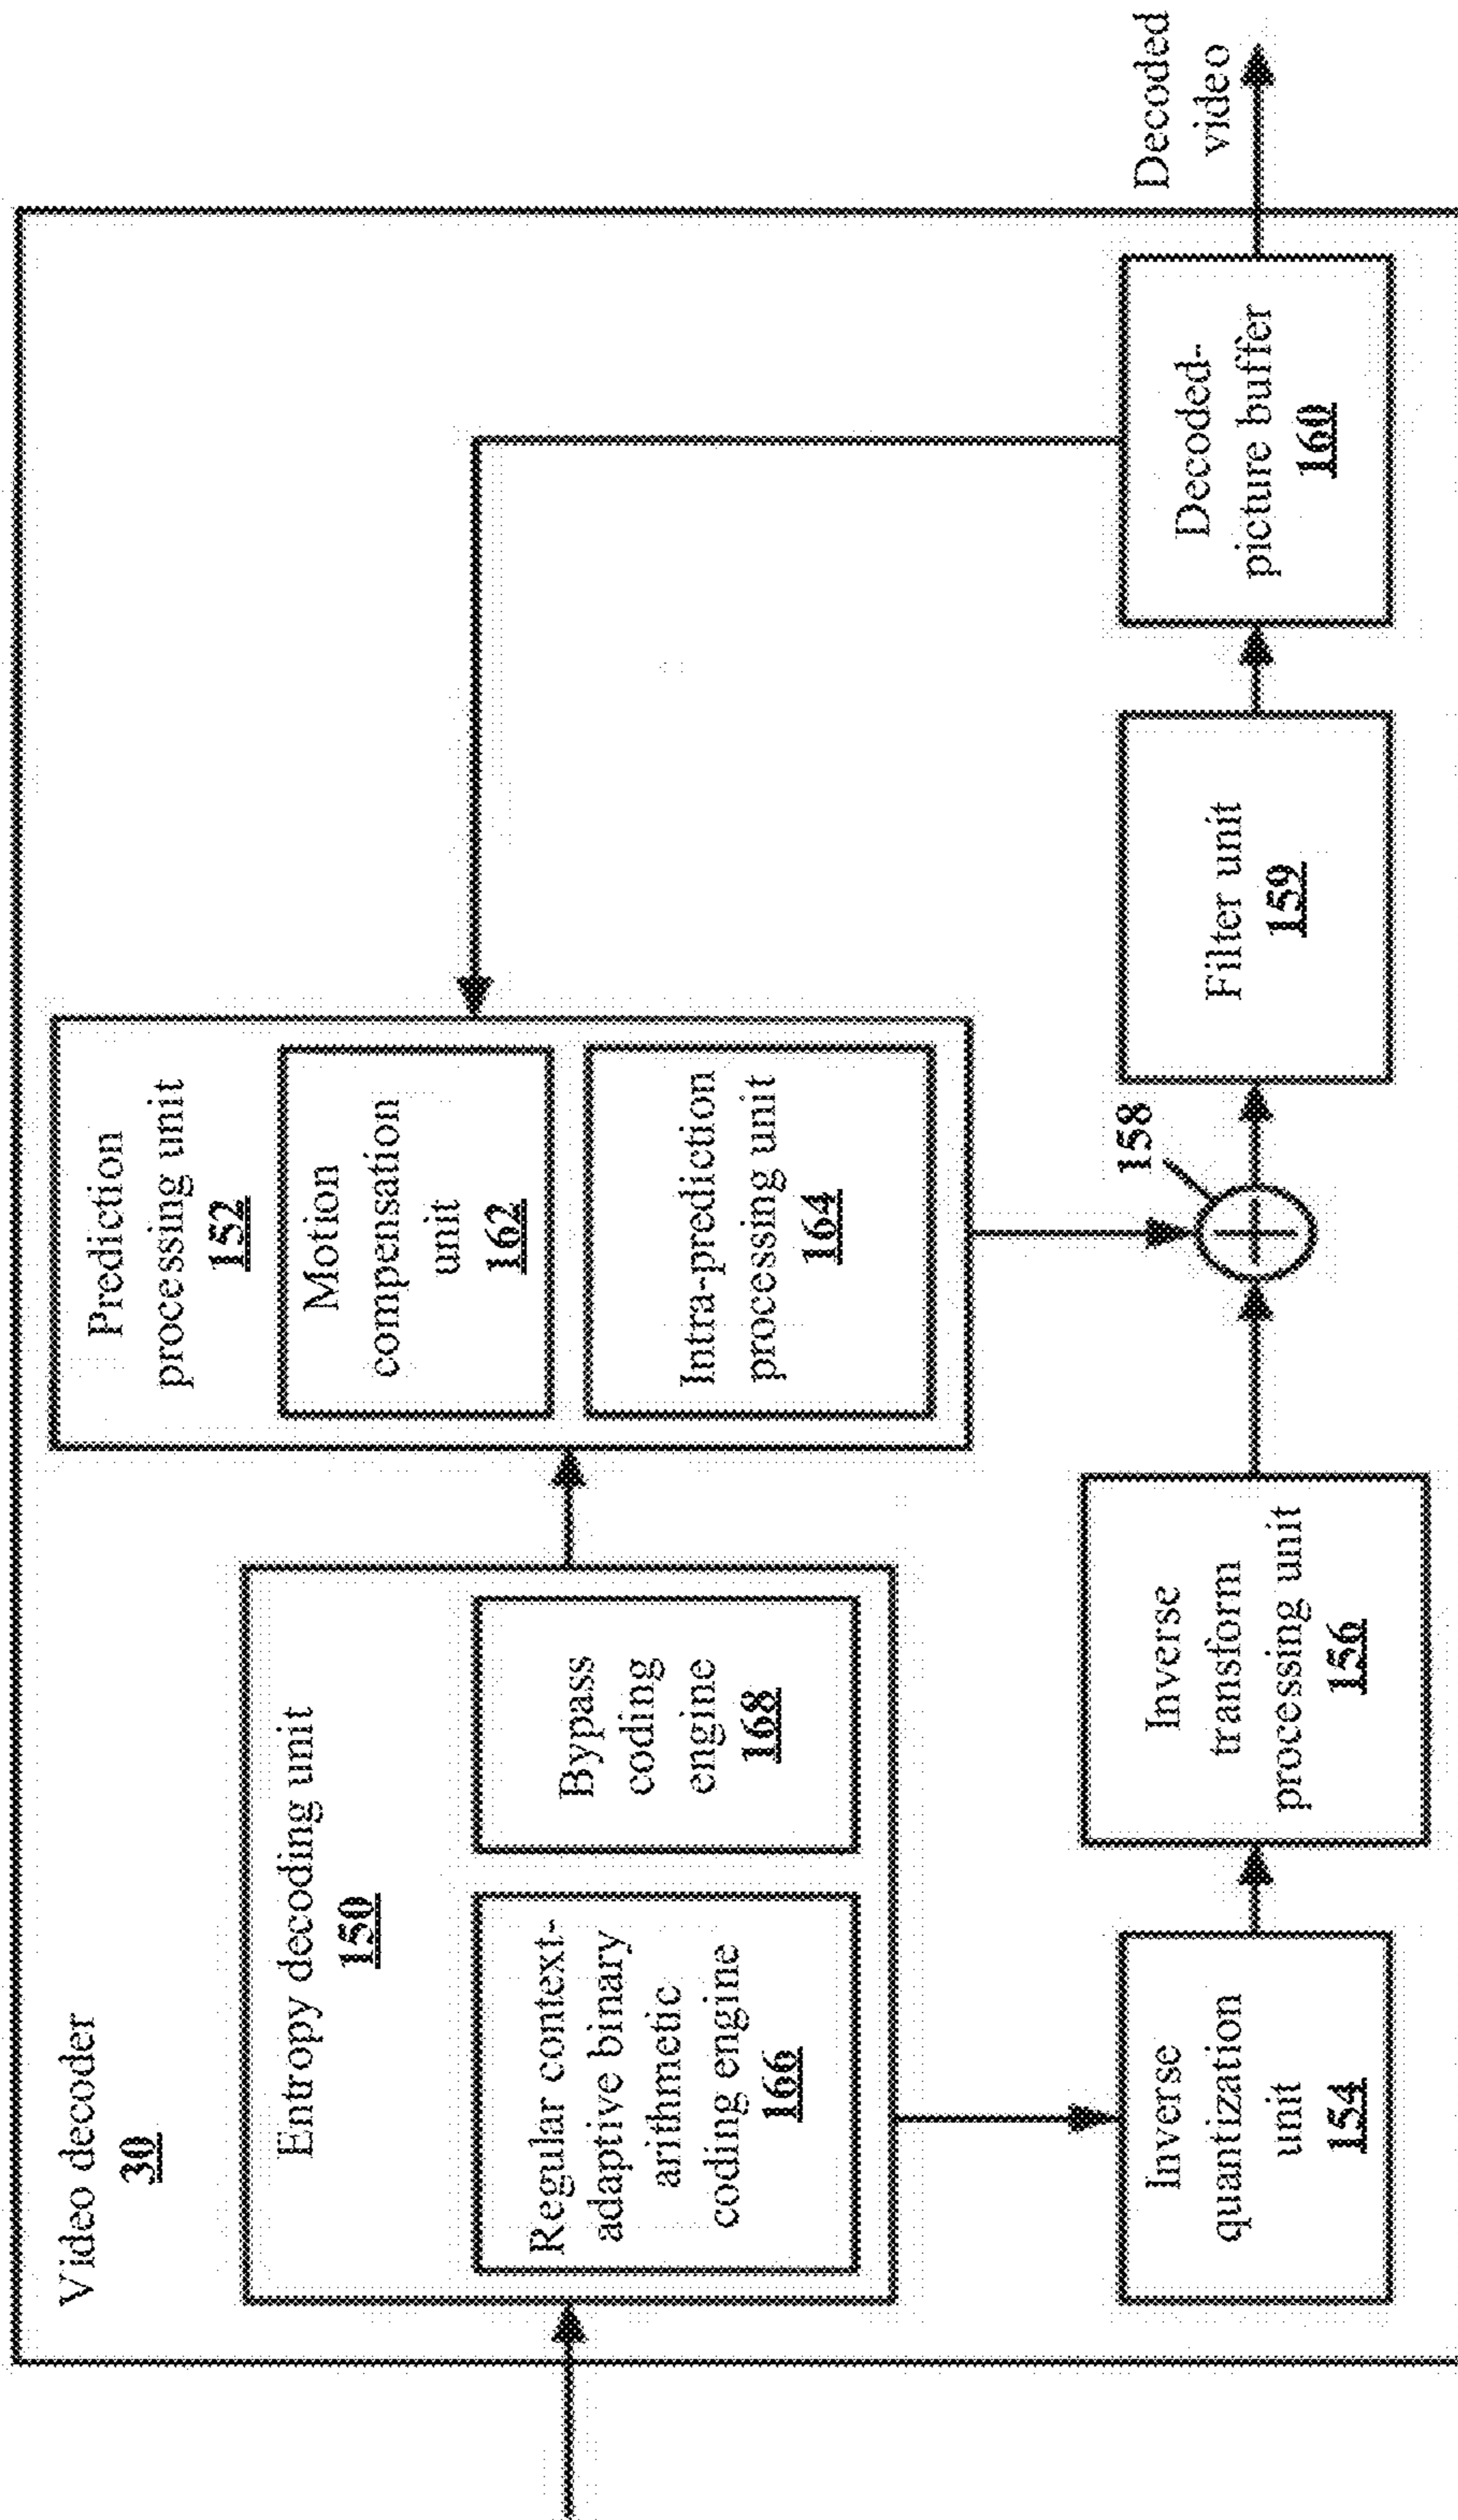 Video decoder
30
Entropy decoding unit
150
Regular context-
adaptive binary
arithmetic
coding engine
166
Bypass
coding
engine
168
Prediction
processing unit
152
Motion
compensation
unit
162
Intra-prediction
processing unit
164
Inverse
quantization
unit
154
Inverse
transform
processing unit
156
158
Filter unit
159
Decoded-
picture buffer
160
Decoded
video